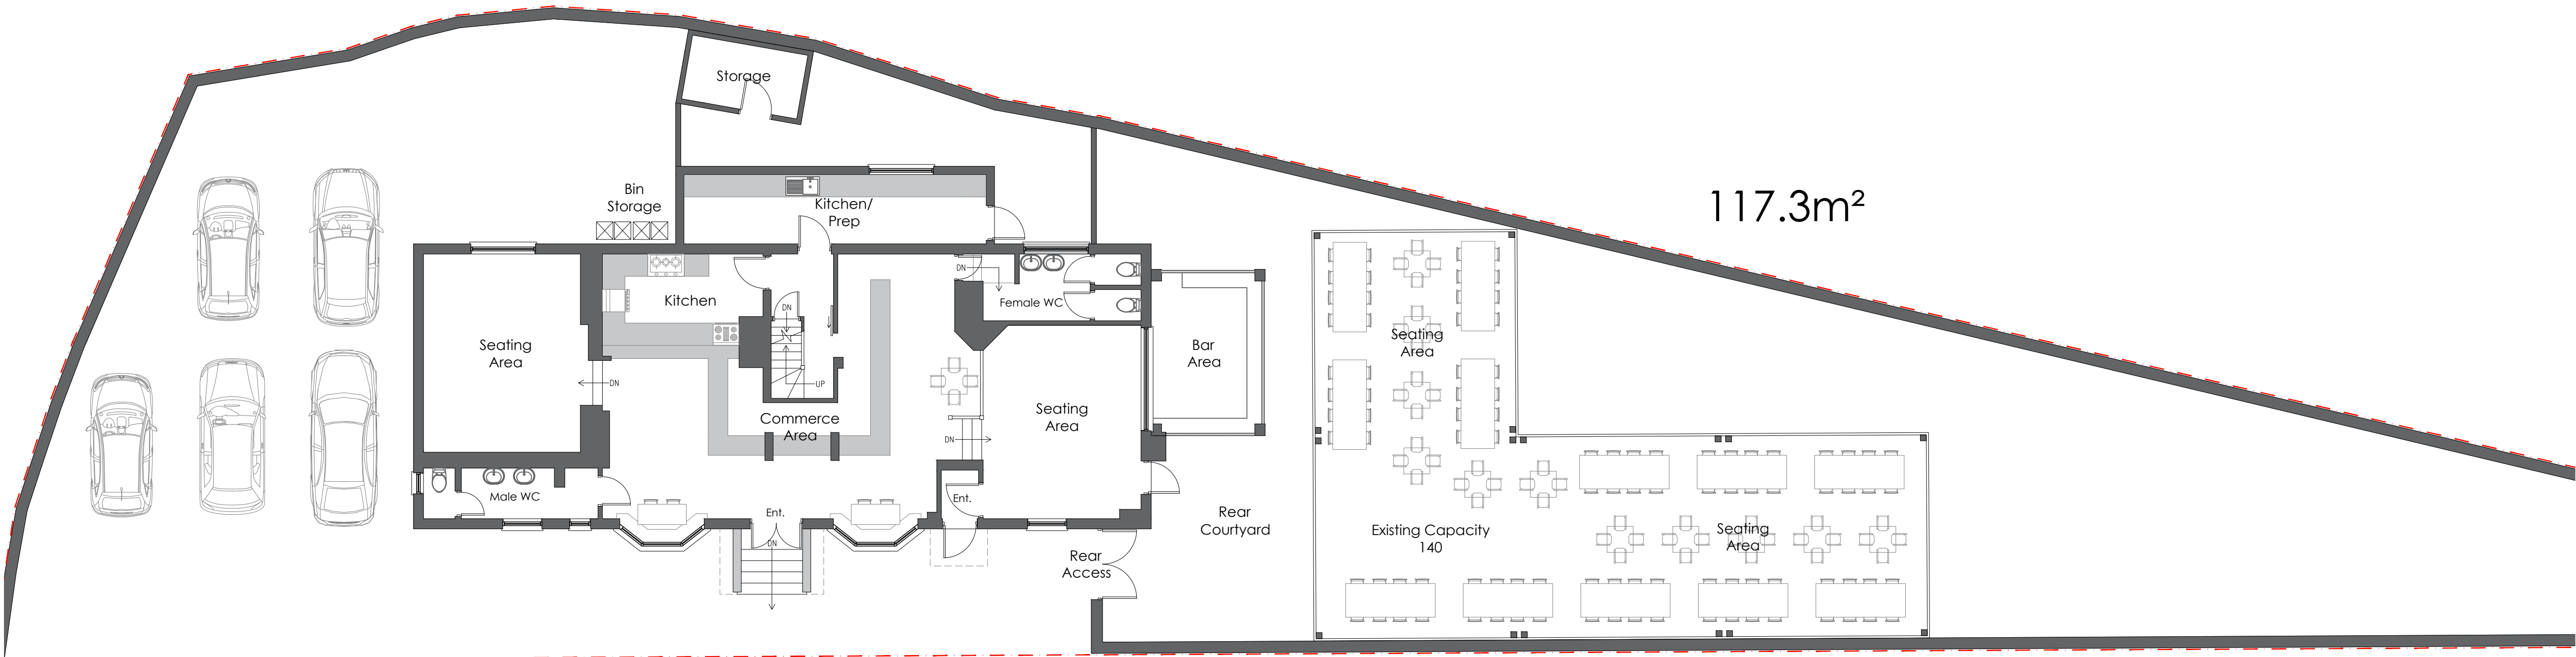 Storage
117.3m²
Bin
Storage
Kitchen/
Prep
DN
Kitchen
Female WC
DN
Seating
Area
Bar
Area
Seating
Area
DN
UP
Seating
Area
Commerce
Area
DN
Male WC
Ent.
Ent.
DN
Rear
Courtyard
Existing Capacity
140
Seating
Area
Rear
Access